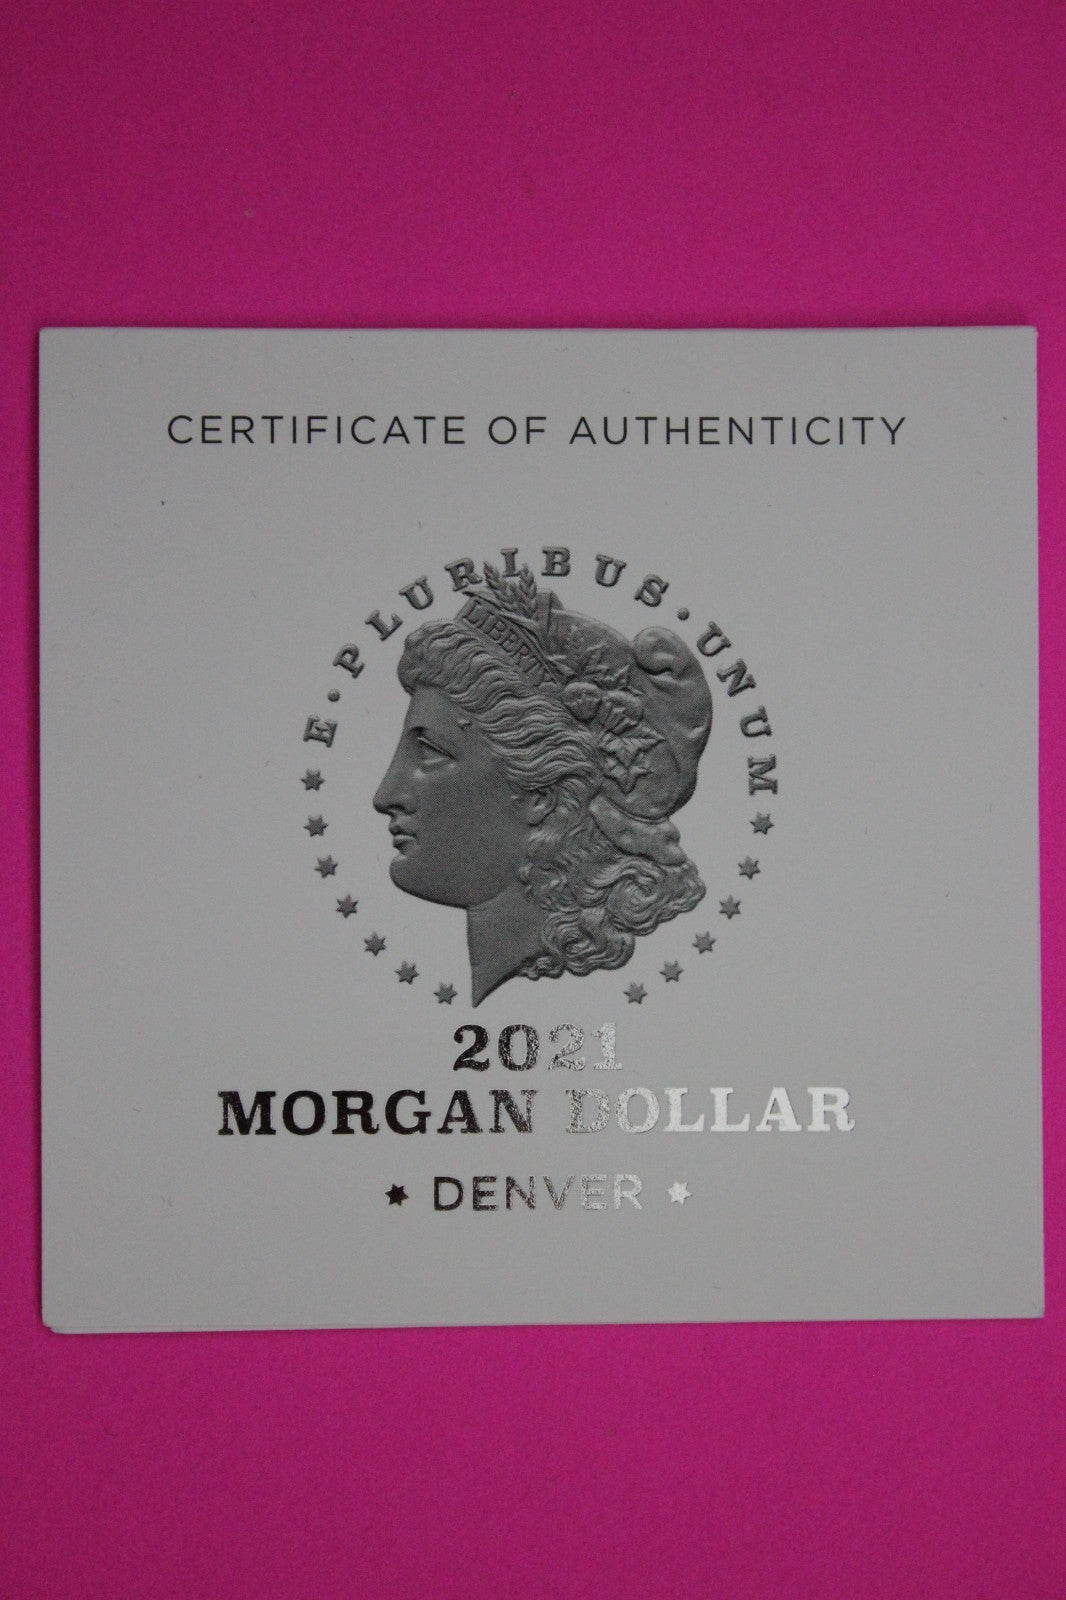 CERTIFICATE OF AUTHENTICITY
E · PLURIBUS · UNUM
LIBERTY
2021
MORGAN DOLLAR
★ DENVER ★